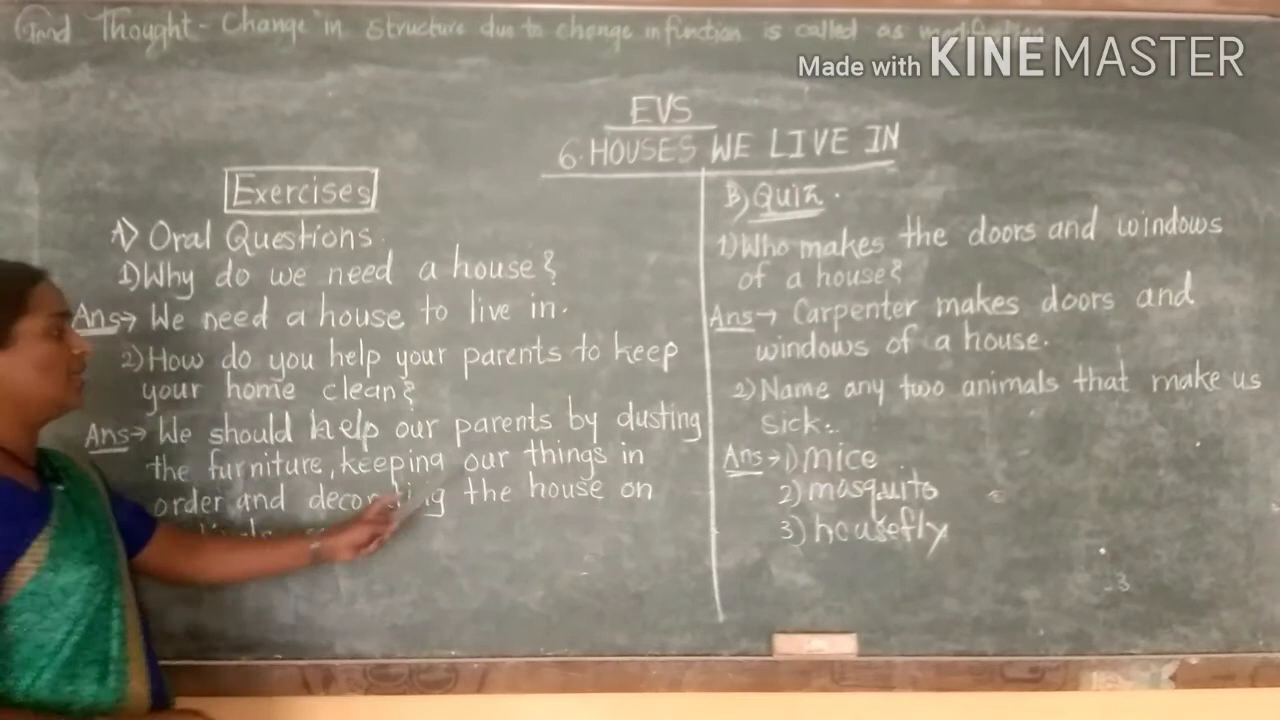 Good Thought - Change in structure due to change in function is called as modification
Made with KINEMASTER
EVS
6. HOUSES WE LIVE IN
Exercises
A) Oral Questions.
1) Why do we need a house?
Ans→ We need a house to live in.
2) How do you help your parents to keep
your home clean?
Ans→ We should help our parents by dusting
the furniture, keeping our things in
order and decorating the house on
B) Quiz.
1) Who makes the doors and windows
of a house?
Ans→ Carpenter makes doors and
windows of a house.
2) Name any two animals that make us
sick..
Ans→ 1) mice
2) mosquito
3) housefly